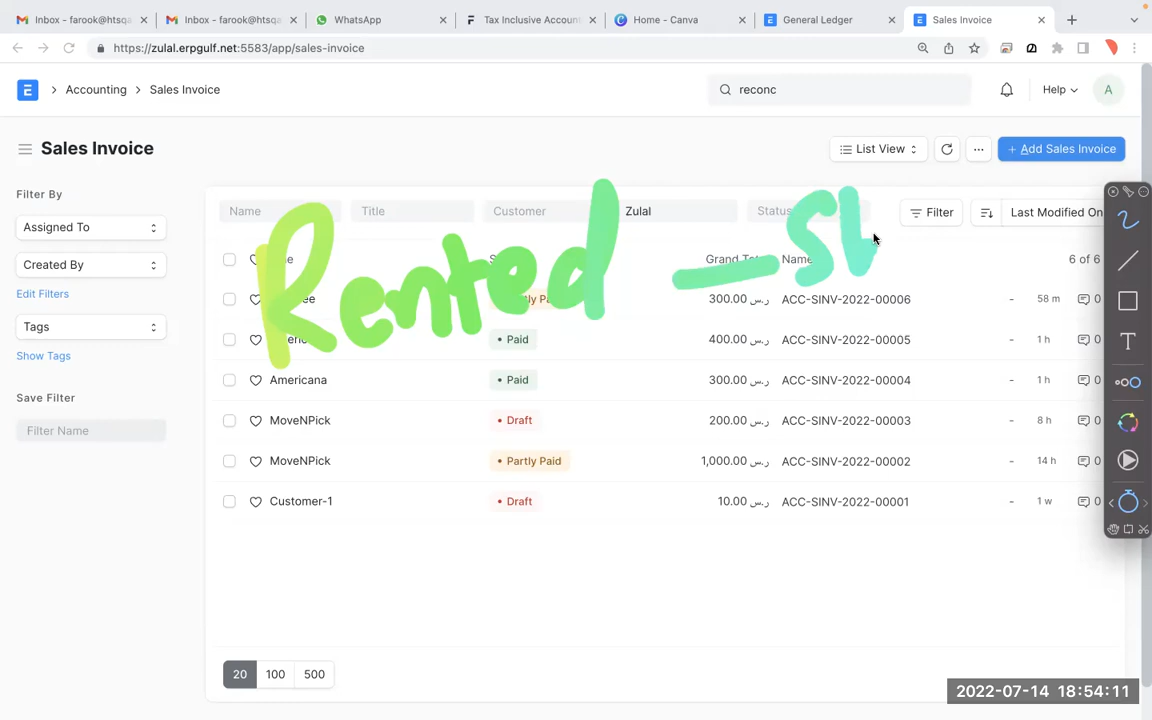 Inbox - farook@htsqa
Inbox - farook@htsqa
WhatsApp
Tax Inclusive Accoun
Home - Canva
General Ledger
Sales Invoice
https://zulal.erpgulf.net:5583/app/sales-invoice
E > Accounting > Sales Invoice
reconc
Help
A
Sales Invoice
List View
+ Add Sales Invoice
Filter By
Assigned To
Created By
Edit Filters
Tags
Show Tags
Save Filter
Filter Name
Name
Title
Customer
Zulal
Status
Filter
Last Modified On
Rented
Grand
Name
6 of 6
300.00 ر.س
ACC-SINV-2022-00006
-
58 m
0
Paid
400.00 ر.س
ACC-SINV-2022-00005
-
1 h
0
Americana
Paid
300.00 ر.س
ACC-SINV-2022-00004
-
1 h
0
MoveNPick
Draft
200.00 ر.س
ACC-SINV-2022-00003
-
8 h
0
MoveNPick
Partly Paid
1,000.00 ر.س
ACC-SINV-2022-00002
-
14 h
0
Customer-1
Draft
10.00 ر.س
ACC-SINV-2022-00001
-
1 w
0
20
100
500
T
2022-07-14 18:54:11